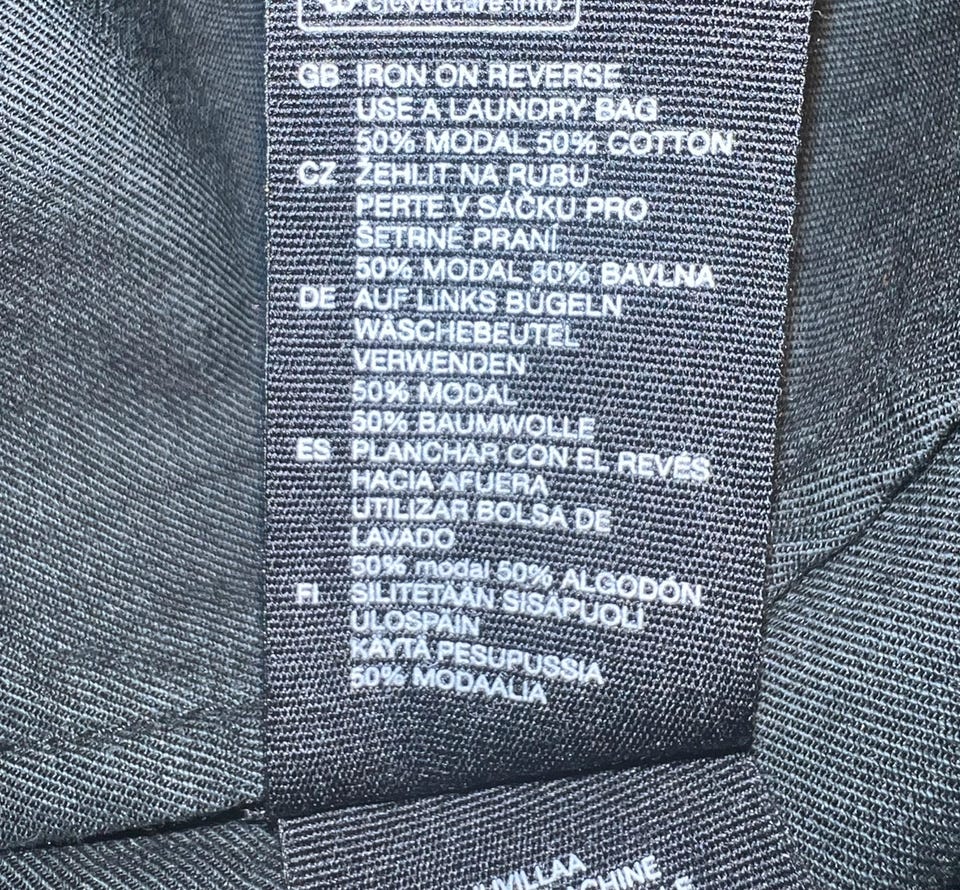 clevercare.info
GB IRON ON REVERSE
USE A LAUNDRY BAG
50% MODAL 50% COTTON
CZ ŽEHLIT NA RUBU
PERTE V SÁČKU PRO
ŠETRNÉ PRANÍ
50% MODAL 50% BAVLNA
DE AUF LINKS BÜGELN
WÄSCHEBEUTEL
VERWENDEN
50% MODAL
50% BAUMWOLLE
ES PLANCHAR CON EL REVÉS
HACIA AFUERA
UTILIZAR BOLSA DE
LAVADO
50% modal 50% ALGODÓN
FI SILITETÄÄN SISÄPUOLI
ULOSPÄIN
KÄYTÄ PESUPUSSIA
50% MODAALIA